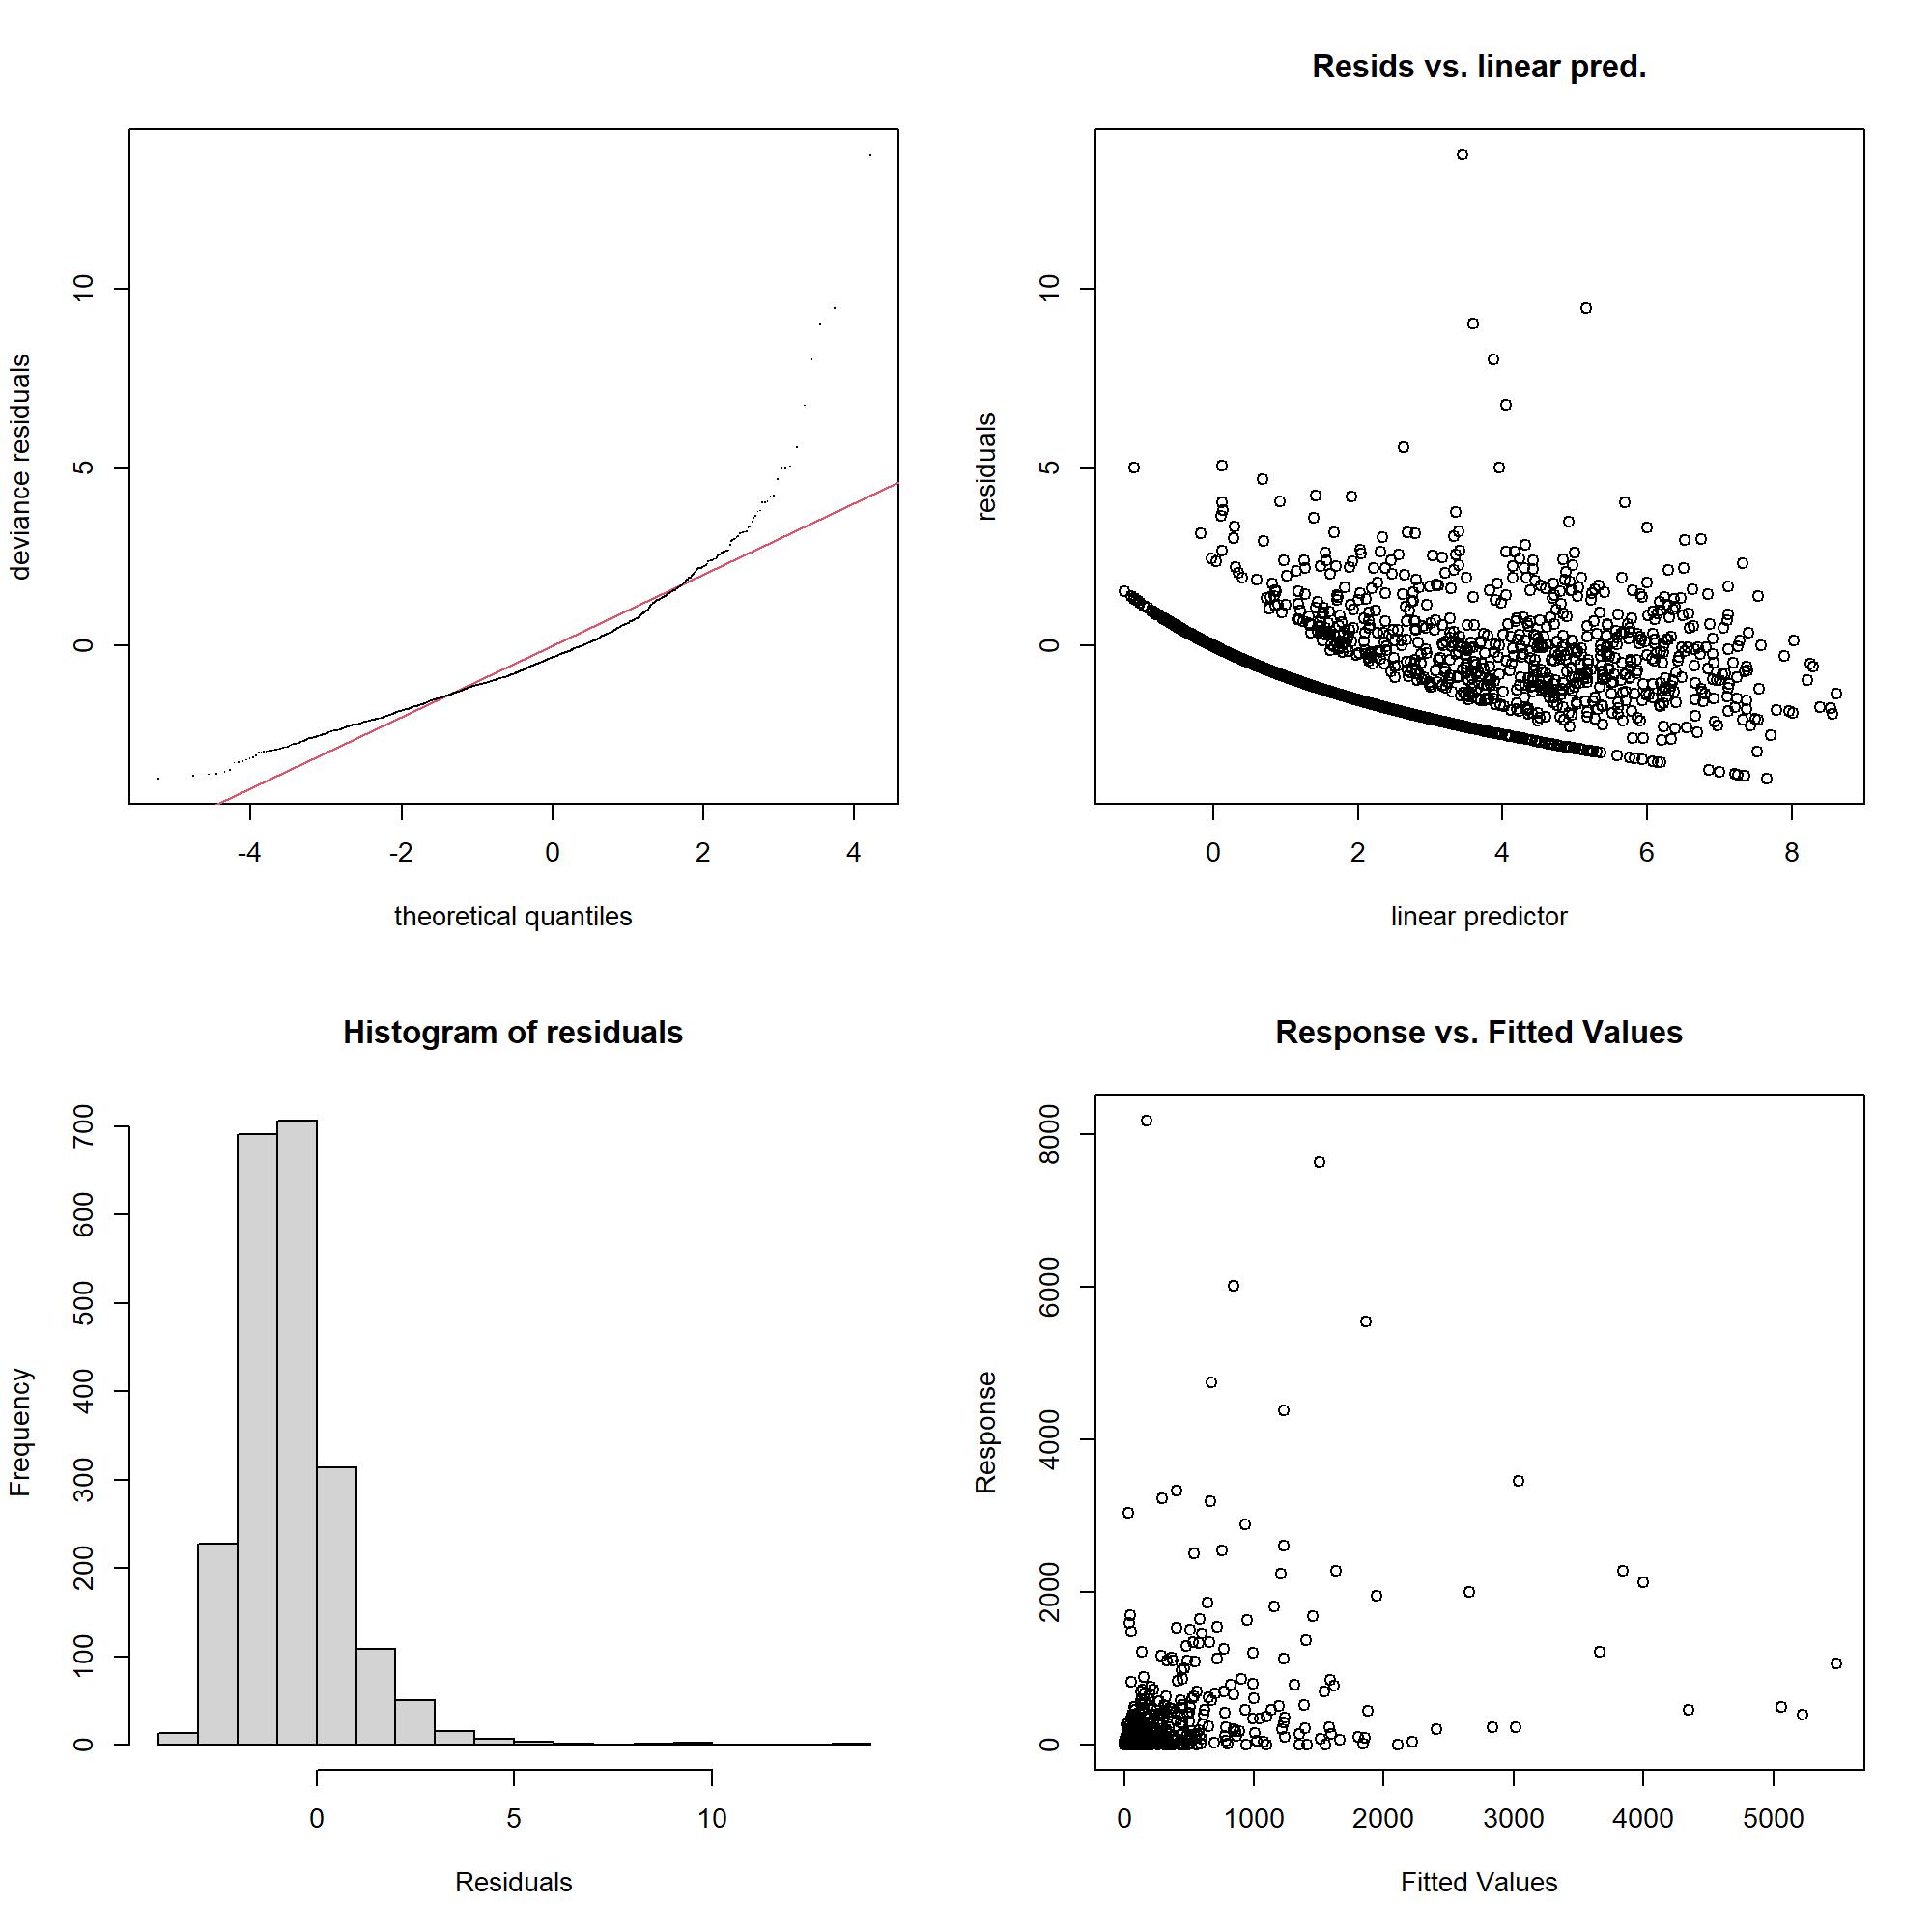 deviance residuals
10
5
0
-4 -2 0 2 4
theoretical quantiles
Resids vs. linear pred.
residuals
10
5
0
0 2 4 6 8
linear predictor
Histogram of residuals
Frequency
700
600
500
400
300
200
100
0
0 5 10
Residuals
Response vs. Fitted Values
Response
8000
6000
4000
2000
0
0 1000 2000 3000 4000 5000
Fitted Values